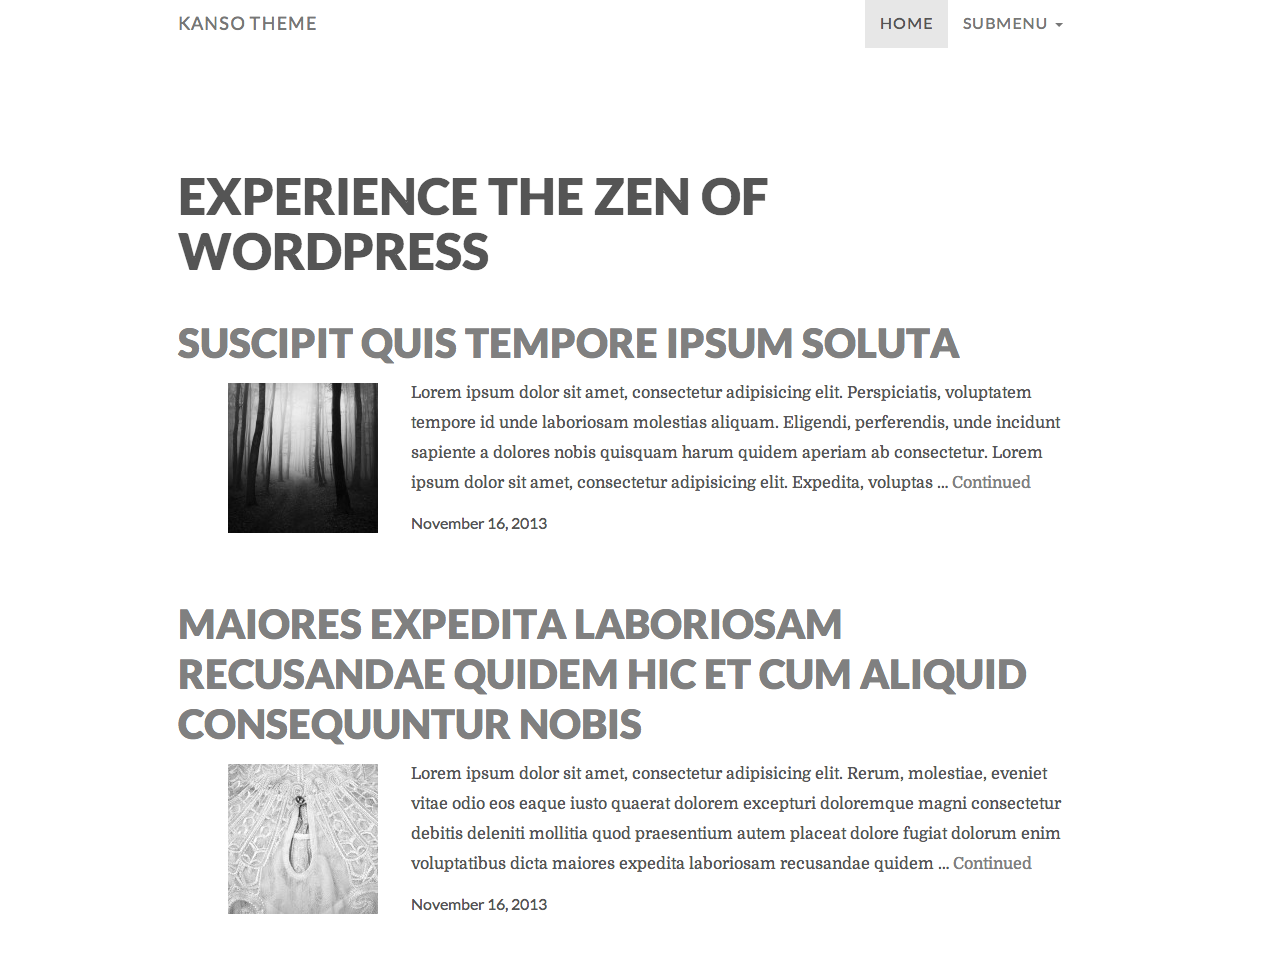 KANSO THEME
HOME
SUBMENU
EXPERIENCE THE ZEN OF
WORDPRESS
SUSCIPIT QUIS TEMPORE IPSUM SOLUTA
Lorem ipsum dolor sit amet, consectetur adipisicing elit. Perspiciatis, voluptatem
tempore id unde laboriosam molestias aliquam. Eligendi, perferendis, unde incidunt
sapiente a dolores nobis quisquam harum quidem aperiam ab consectetur. Lorem
ipsum dolor sit amet, consectetur adipisicing elit. Expedita, voluptas ... Continued
November 16, 2013
MAIORES EXPEDITA LABORIOSAM
RECUSANDAE QUIDEM HIC ET CUM ALIQUID
CONSEQUUNTUR NOBIS
Lorem ipsum dolor sit amet, consectetur adipisicing elit. Rerum, molestiae, eveniet
vitae odio eos eaque iusto quaerat dolorem excepturi doloremque magni consectetur
debitis deleniti mollitia quod praesentium autem placeat dolore fugiat dolorum enim
voluptatibus dicta maiores expedita laboriosam recusandae quidem ... Continued
November 16, 2013